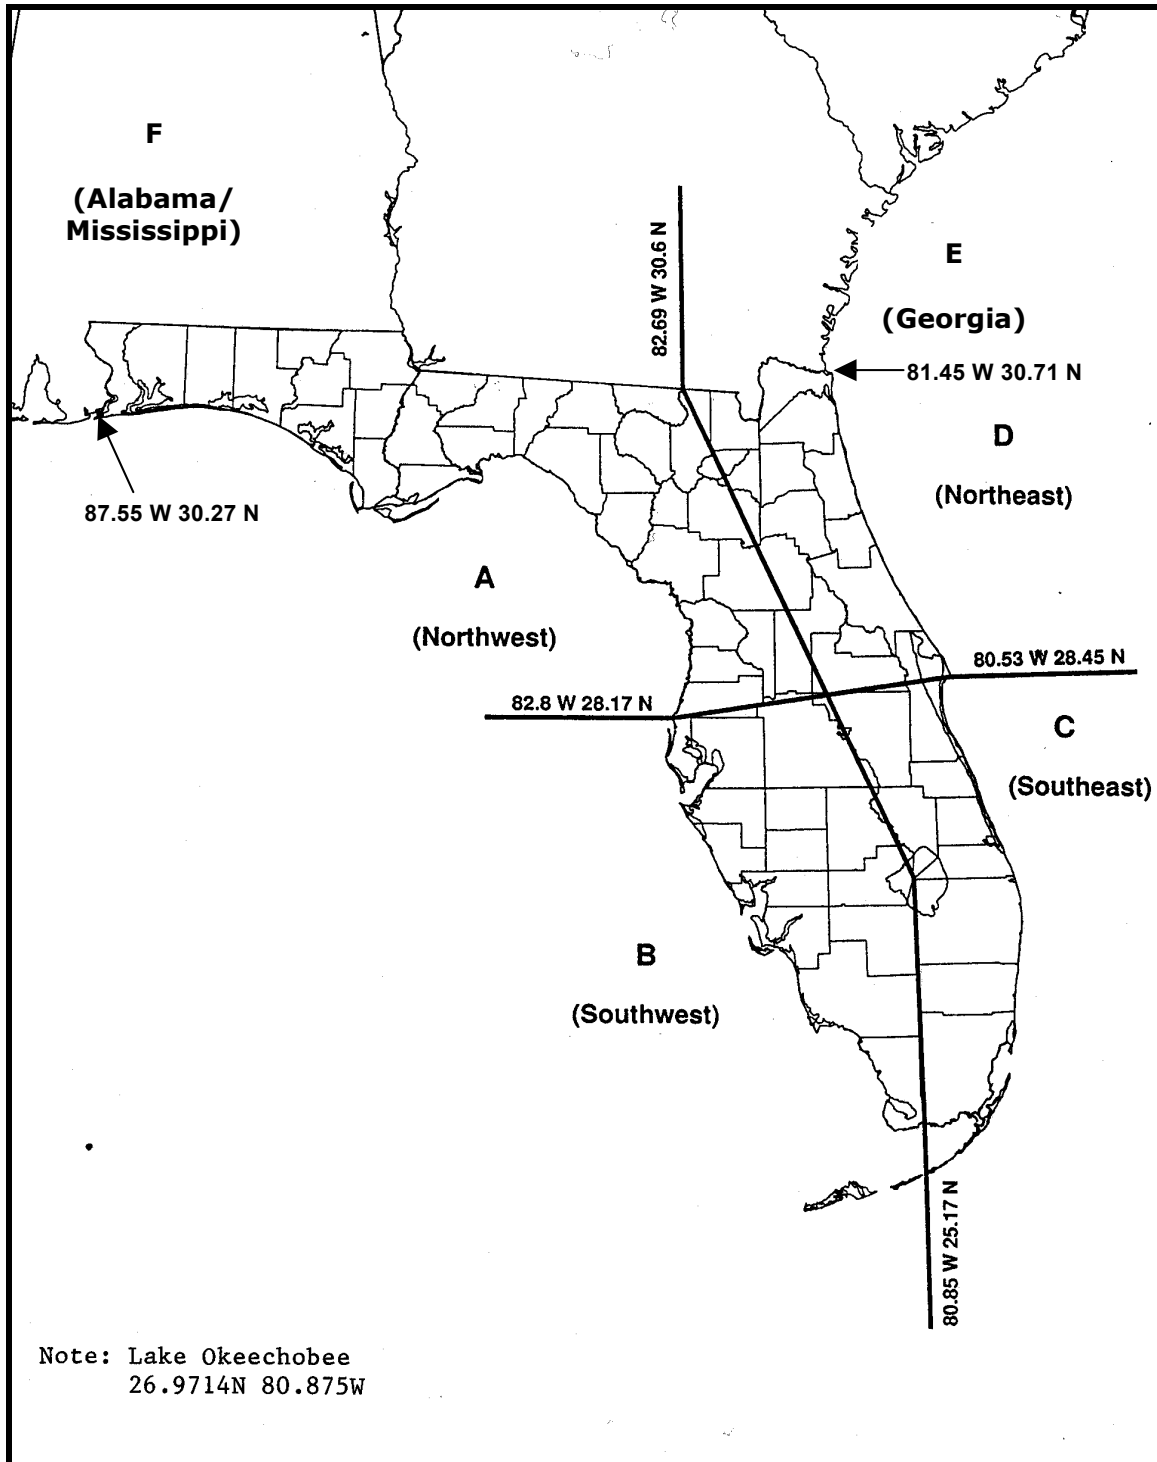 F
(Alabama/
Mississippi)
82.69 W 30.6 N
E
(Georgia)
81.45 W 30.71 N
D
(Northeast)
87.55 W 30.27 N
A
(Northwest)
80.53 W 28.45 N
82.8 W 28.17 N
C
(Southeast)
B
(Southwest)
80.85 W 25.17 N
Note: Lake Okeechobee
26.9714N 80.875W